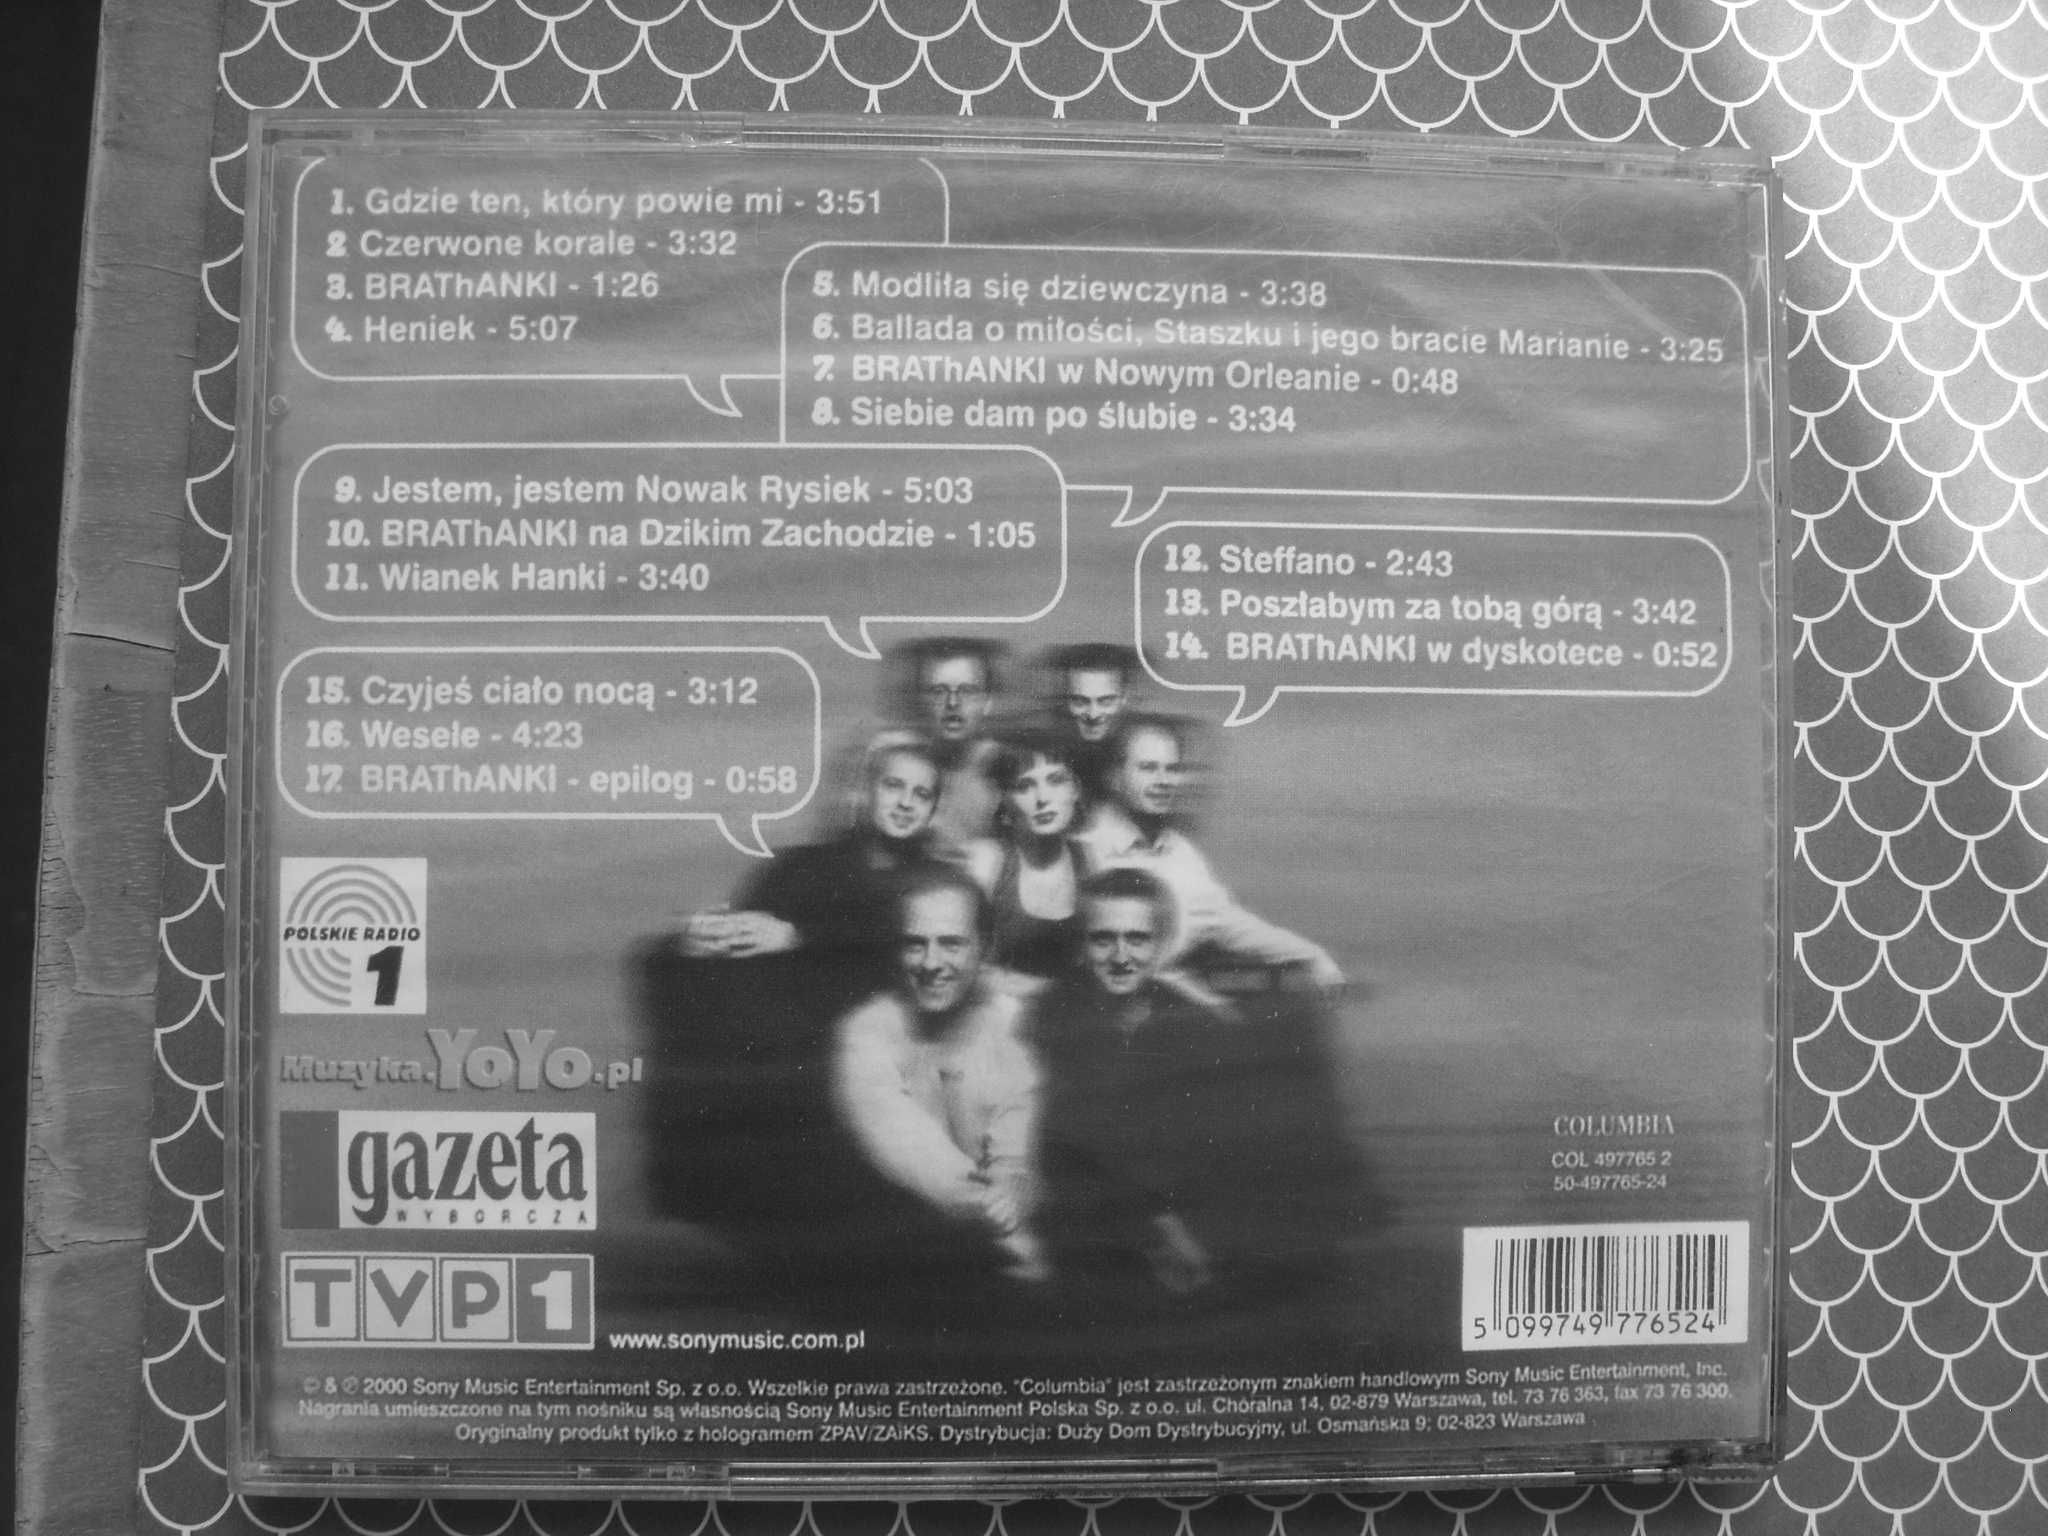 1. Gdzie ten, który powie mi - 3:51
2. Czerwone korale - 3:32
3. BRAThANKI - 1:26
4. Heniek - 5:07
5. Modliła się dziewczyna - 3:38
6. Ballada o miłości, Staszku i jego bracie Marianie - 3:25
7. BRAThANKI w Nowym Orleanie - 0:48
8. Siebie dam po ślubie - 3:34
9. Jestem, jestem Nowak Rysiek - 5:03
10. BRAThANKI na Dzikim Zachodzie - 1:05
11. Wianek Hanki - 3:40
12. Steffano - 2:43
13. Poszłabym za tobą górą - 3:42
14. BRAThANKI w dyskotece - 0:52
15. Czyjeś ciało nocą - 3:12
16. Wesele - 4:23
17. BRAThANKI - epilog - 0:58
POLSKIE RADIO
1
Muzyka.YoYo.pl
gazeta
WYBORCZA
TVP1
www.sonymusic.com.pl
COLUMBIA
COL 497765 2
50-497765-24
5 099749 776524
© & ℗ 2000 Sony Music Entertainment Sp. z o.o. Wszelkie prawa zastrzeżone. "Columbia" jest zastrzeżonym znakiem handlowym Sony Music Entertainment, Inc.
Nagrania umieszczone na tym nośniku są własnością Sony Music Entertainment Polska Sp. z o.o. ul. Chóralna 14, 02-879 Warszawa, tel. 73 76 363, fax 73 76 300.
Oryginalny produkt tylko z hologramem ZPAV/ZAiKS. Dystrybucja: Duży Dom Dystrybucyjny, ul. Osmańska 9; 02-823 Warszawa